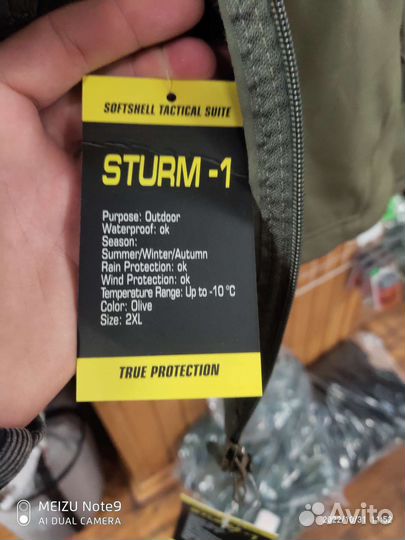 SOFTSHELL TACTICAL SUITE
STURM -1
Purpose: Outdoor
Waterproof: ok
Season:
Summer/Winter/Autumn
Rain Protection: ok
Wind Protection: ok
Temperature Range: Up to -10 °C
Color: Olive
Size: 2XL
TRUE PROTECTION
MEIZU Note9
AI DUAL CAMERA
Avito